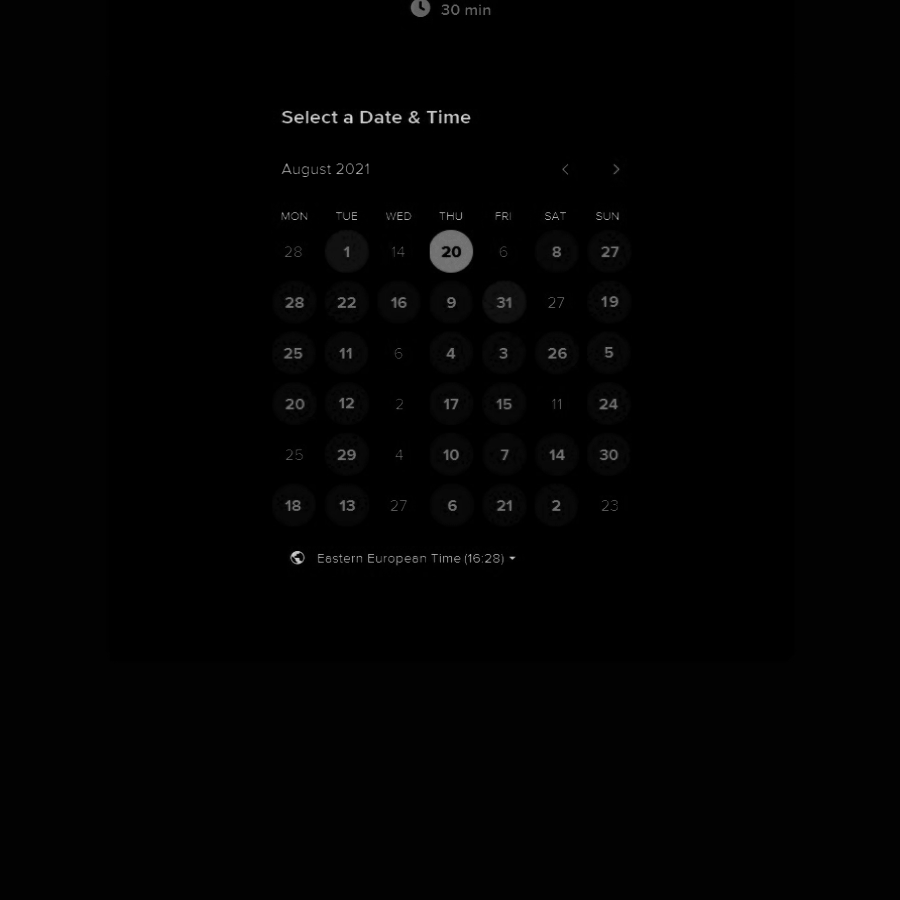 30 min
Select a Date & Time
August 2021
MON TUE WED THU FRI SAT SUN
28 1 14 20 6 8 27
28 22 16 9 31 27 19
25 11 6 4 3 26 5
20 12 2 17 15 11 24
25 29 4 10 7 14 30
18 13 27 6 21 2 23
Eastern European Time (16:28)